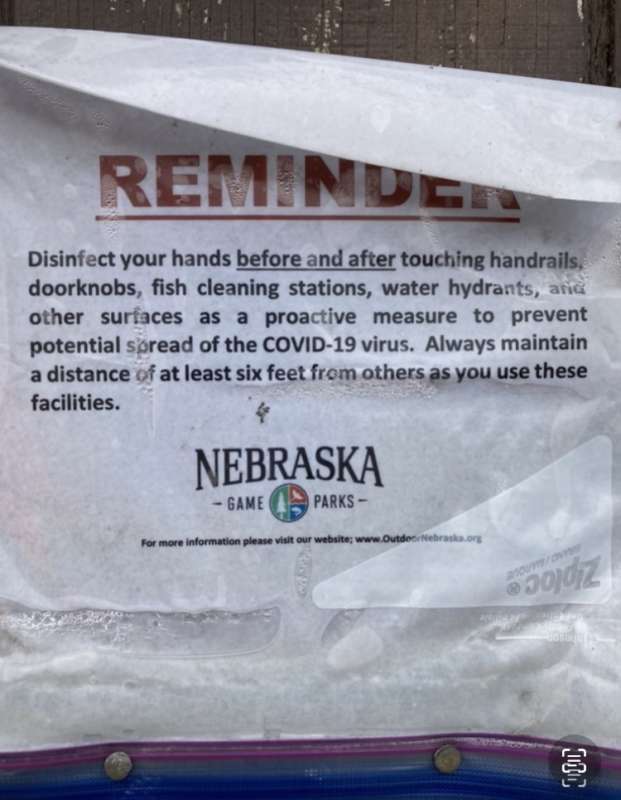 REMINDER
Disinfect your hands before and after touching handrails,
doorknobs, fish cleaning stations, water hydrants, and
other surfaces as a proactive measure to prevent
potential spread of the COVID-19 virus. Always maintain
a distance of at least six feet from others as you use these
facilities.
NEBRASKA
- GAME PARKS -
For more information please visit our website; www.OutdoorNebraska.org
Ziploc®
BRAND / MARQUE